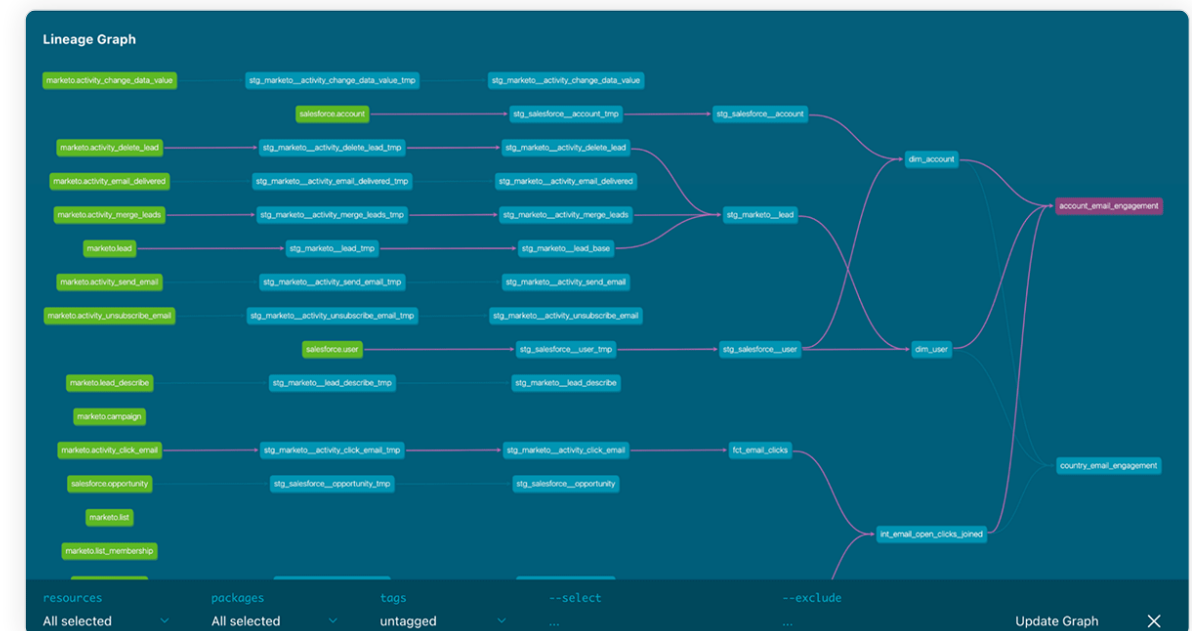 Lineage Graph
marketo.activity_change_data_value stg_marketo__activity_change_data_value_tmp stg_marketo__activity_change_data_value
salesforce.account stg_salesforce__account_tmp stg_salesforce__account
marketo.activity_delete_lead stg_marketo__activity_delete_lead_tmp stg_marketo__activity_delete_lead
dim_account
marketo.activity_email_delivered stg_marketo__activity_email_delivered_tmp stg_marketo__activity_email_delivered
account_email_engagement
marketo.activity_merge_leads stg_marketo__activity_merge_leads_tmp stg_marketo__activity_merge_leads stg_marketo__lead
marketo.lead stg_marketo__lead_tmp stg_marketo__lead_base
marketo.activity_send_email stg_marketo__activity_send_email_tmp stg_marketo__activity_send_email
marketo.activity_unsubscribe_email stg_marketo__activity_unsubscribe_email_tmp stg_marketo__activity_unsubscribe_email
salesforce.user stg_salesforce__user_tmp stg_salesforce__user dim_user
marketo.lead_describe stg_marketo__lead_describe_tmp stg_marketo__lead_describe
marketo.campaign
marketo.activity_click_email stg_marketo__activity_click_email_tmp stg_marketo__activity_click_email fct_email_clicks
country_email_engagement
salesforce.opportunity stg_salesforce__opportunity_tmp stg_salesforce__opportunity
marketo.list
int_email_open_clicks_joined
marketo.list_membership
resources packages tags --select --exclude
All selected All selected untagged ... ... Update Graph